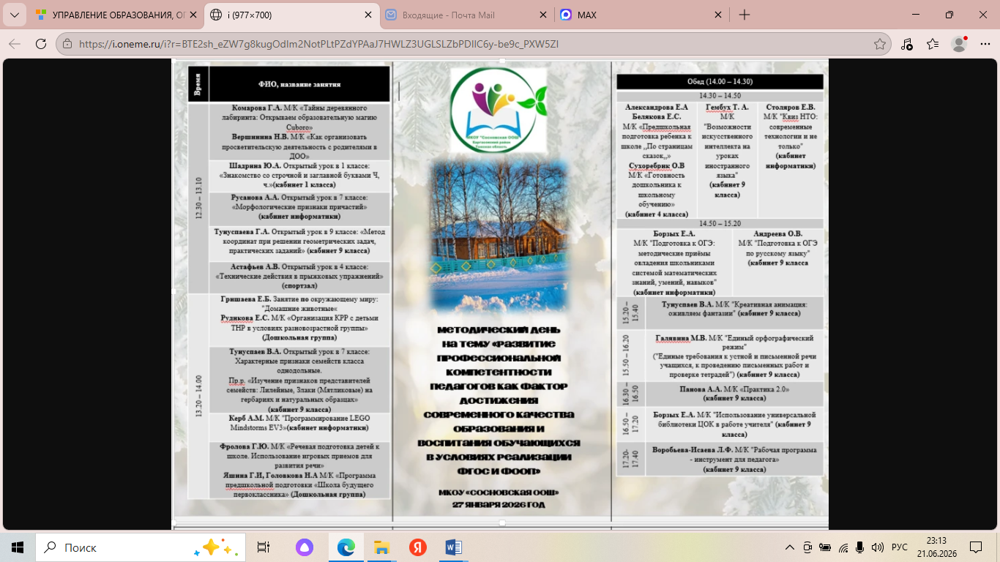 УПРАВЛЕНИЕ ОБРАЗОВАНИЯ, ОГ
i (977×700)
Входящие - Почта Mail
MAX
https://i.oneme.ru/i?r=BTE2sh_eZW7g8kugOdIm2NotPLtPZdYPAaJ7HWLZ3UGLSLZbPDIIC6y-be9c_PXW5ZI
Время
ФИО, название занятия
12.30 – 13.10
Комарова Г.А. М/К «Тайны деревянного
лабиринта: Открываем образовательную магию
Cuboro»
Вершинина Н.В. М/К «Как организовать
просветительскую деятельность с родителями в
ДОО»
Шадрина Ю.А. Открытый урок в 1 классе:
«Знакомство со строчной и заглавной буквами Ч,
ч.»(кабинет 1 класса)
Русанова А.А. Открытый урок в 7 классе:
«Морфологические признаки причастий»
(кабинет информатики)
Тунуспаева Г.А. Открытый урок в 9 классе: «Метод
координат при решении геометрических задач,
практических заданий» (кабинет 9 класса)
Астафьев А.В. Открытый урок в 4 классе:
«Технические действия в прыжковых упражнений»
(спортзал)
13.20 – 14.00
Гришаева Е.Б. Занятие по окружающему миру:
"Домашние животные«
Рудикова Е.С. М/К «Организация КРР с детьми
ТНР в условиях разновозрастной группы»
(Дошкольная группа)
Тунуспаев В.А. Открытый урок в 7 классе:
Характерные признаки семейств класса
однодольные.
Пр.р. «Изучение признаков представителей
семейств: Лилейные, Злаки (Мятликовые) на
гербариях и натуральных образцах»
(кабинет 9 класса)
Керб А.М. М/К "Программирование LEGO
Mindstorms EV3»(кабинет информатики)
Фролова Г.Ю. М/К «Речевая подготовка детей к
школе. Использование игровых приемов для
развития речи»
Яшина Г.И, Головкова Н.А М/К «Программа
предшкольной подготовки «Школа будущего
первоклассника» (Дошкольная группа)
МКОУ "Сосновская ООШ"
Каргасокский район
Томская область
МЕТОДИЧЕСКИЙ ДЕНЬ
НА ТЕМУ «РАЗВИТИЕ
ПРОФЕССИОНАЛЬНОЙ
КОМПЕТЕНТНОСТИ
ПЕДАГОГОВ КАК ФАКТОР
ДОСТИЖЕНИЯ
СОВРЕМЕННОГО КАЧЕСТВА
ОБРАЗОВАНИЯ И
ВОСПИТАНИЯ ОБУЧАЮЩИХСЯ
В УСЛОВИЯХ РЕАЛИЗАЦИИ
ФГОС И ФООП»
МКОУ «СОСНОВСКАЯ ООШ»
27 ЯНВАРЯ 2026 ГОД
Обед (14.00 – 14.30)
14.30 – 14.50
Александрова Е.А
Белякова Е.С.
М/К «Предшкольная
подготовка ребенка к
школе ,,По страницам
сказок,,»
Сухоребрик О.В
М/К «Готовность
дошкольника к
школьному
обучению»
(кабинет 4 класса)
Гембух Т. А.
М/К
"Возможности
искусственного
интеллекта на
уроках
иностранного
языка"
(кабинет 9
класса)
Столяров Е.В.
М/К "Квиз НТО:
современные
технологии и не
только"
(кабинет
информатики)
14.50 – 15.20
Борзых Е.А.
М/К "Подготовка к ОГЭ:
методические приёмы
овладения школьниками
системой математических
знаний, умений, навыков"
(кабинет информатики)
Андреева О.В.
М/К "Подготовка к ОГЭ
по русскому языку"
(кабинет 9 класса
15.20 –
15.40
Тунуспаев В.А. М/К "Креативная анимация:
оживляем фантазии" (кабинет 9 класса)
15.50 – 16.20
Галявина М.В. М/К "Единый орфографический
режим"
("Единые требования к устной и письменной речи
учащихся, к проведению письменных работ и
проверке тетрадей") (кабинет 9 класса)
16.30 –
16.50
Панова А.А. М/К «Практика 2.0»
(кабинет 9 класса)
16.50 –
17.20
Борзых Е.А. М/К "Использование универсальной
библиотеки ЦОК в работе учителя" (кабинет 9
класса)
17.20-
17.40
Воробьева-Исаева Л.Ф. М/К "Рабочая программа
- инструмент для педагога»
(кабинет 9 класса)
Поиск
РУС
23:13
21.06.2026